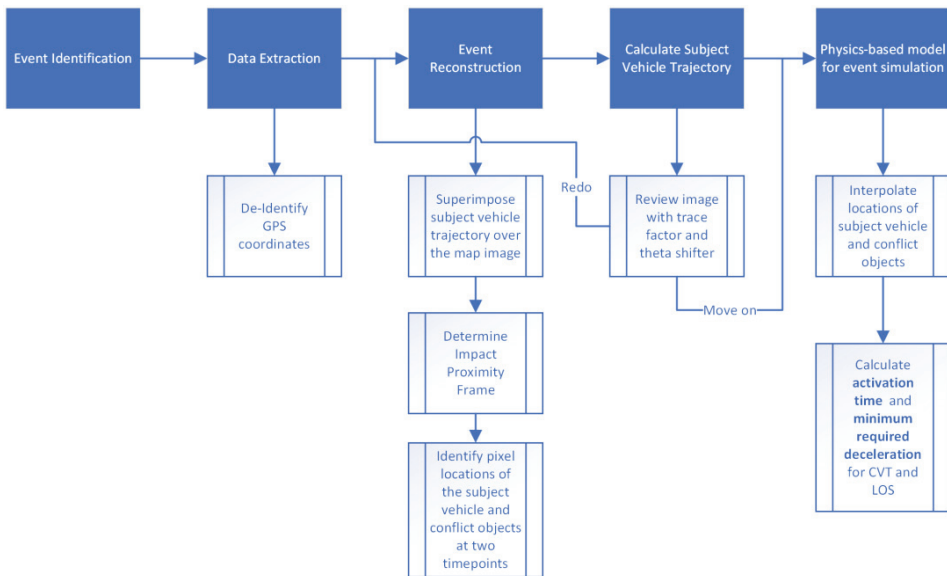 Event Identification
Data Extraction
Event
Reconstruction
Calculate Subject
Vehicle Trajectory
Physics-based model
for event simulation
De-Identify
GPS
coordinates
Superimpose
subject vehicle
trajectory over
the map image
Redo
Review image
with trace
factor and
theta shifter
Interpolate
locations of
subject vehicle
and conflict
objects
Move on
Determine
Impact
Proximity
Frame
Calculate
activation
time and
minimum
required
deceleration
for CVT and
LOS
Identify pixel
locations of
the subject
vehicle and
conflict objects
at two
timepoints